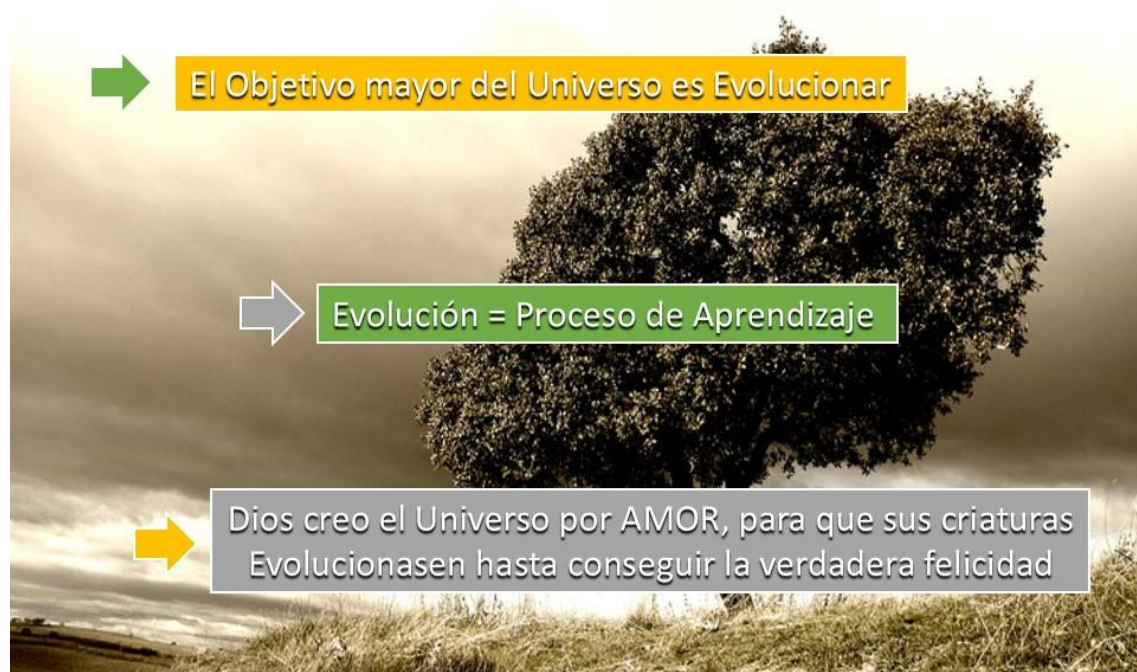 El Objetivo mayor del Universo es Evolucionar
Evolución = Proceso de Aprendizaje
Dios creo el Universo por AMOR, para que sus criaturas
Evolucionasen hasta conseguir la verdadera felicidad